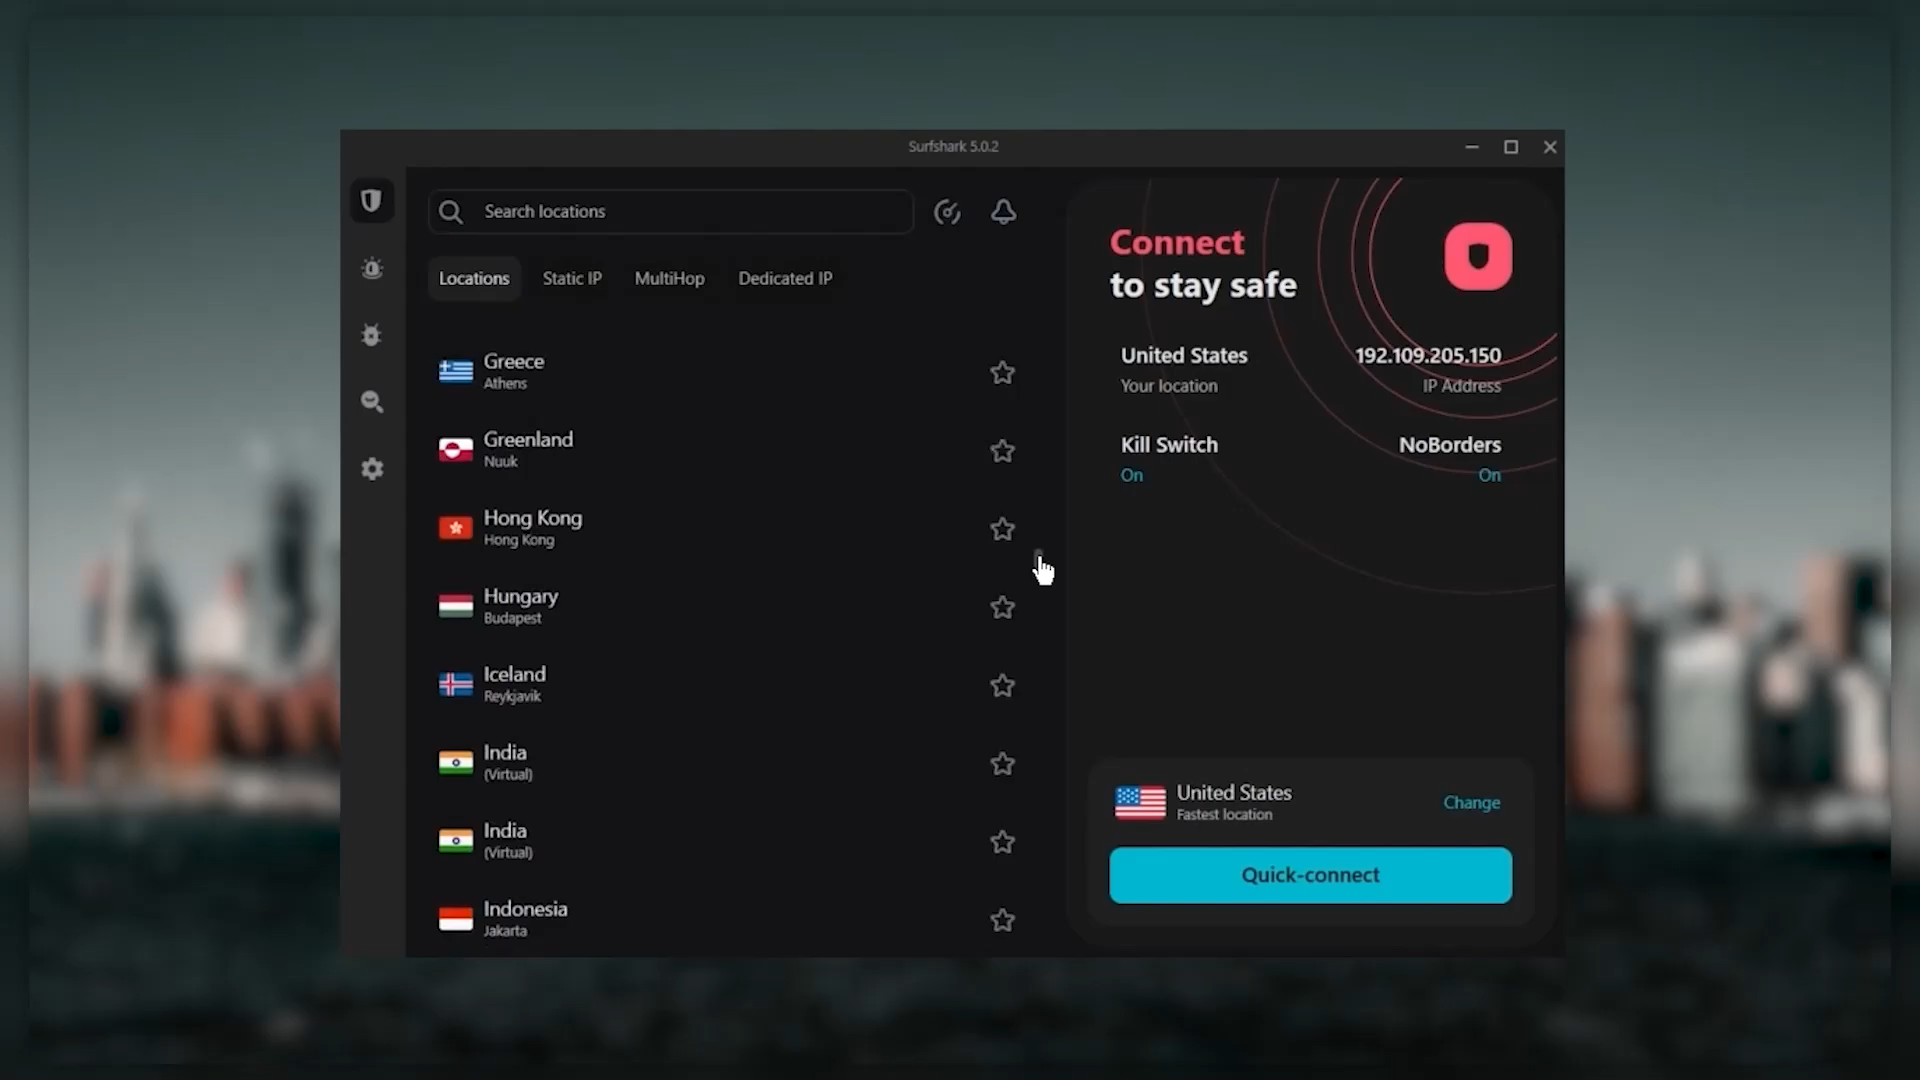 Surfshark 5.0.2
Search locations
Locations
Static IP
MultiHop
Dedicated IP
Greece
Athens
Greenland
Nuuk
Hong Kong
Hong Kong
Hungary
Budapest
Iceland
Reykjavik
India
(Virtual)
India
(Virtual)
Indonesia
Jakarta
Connect
to stay safe
United States
Your location
192.109.205.150
IP Address
Kill Switch
On
NoBorders
On
United States
Fastest location
Change
Quick-connect